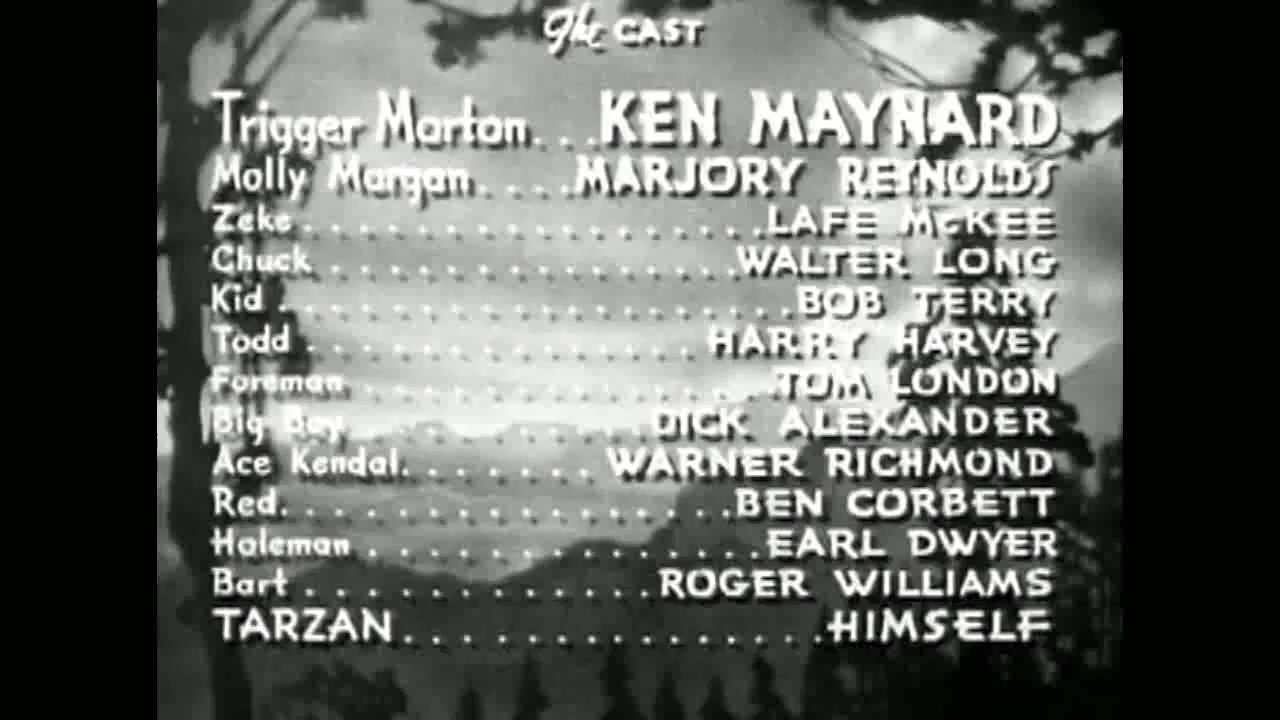 The CAST
Trigger Morton. . . KEN MAYNARD
Molly Morgan. . . . MARJORY REYNOLDS
Zeke . . . . . . . . . . . . . . . . LAFE McKEE
Chuck . . . . . . . . . . . . . . . WALTER LONG
Kid . . . . . . . . . . . . . . . . . . BOB TERRY
Todd . . . . . . . . . . . . . . HARRY HARVEY
Foreman . . . . . . . . . . . . . . TOM LONDON
Big Boy . . . . . . . . . . . DICK ALEXANDER
Ace Kendal. . . . . . . WARNER RICHMOND
Red. . . . . . . . . . . . . . . . . BEN CORBETT
Haleman . . . . . . . . . . . . . . EARL DWYER
Bart . . . . . . . . . . . . . ROGER WILLIAMS
TARZAN. . . . . . . . . . . . . . . . HIMSELF